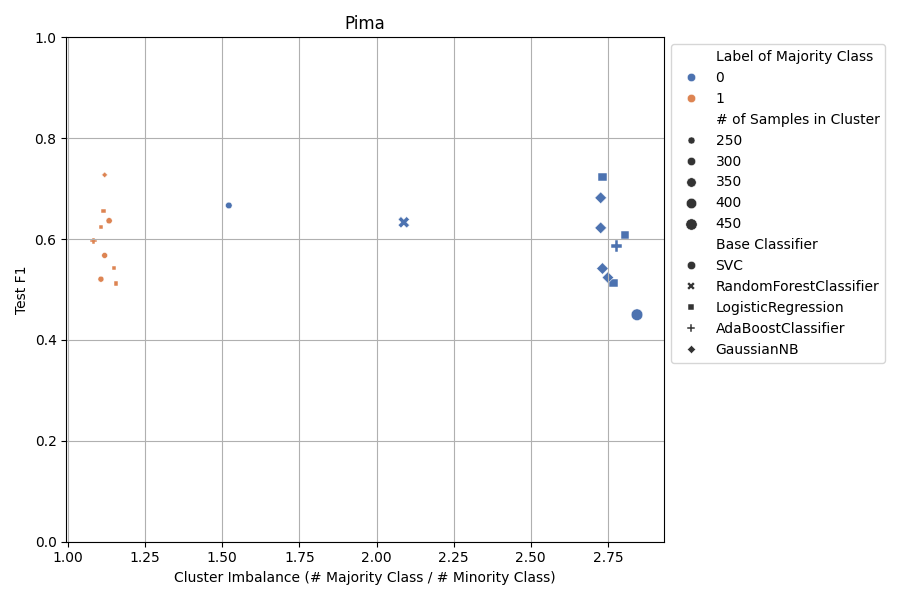 Pima
Test F1
1.0
0.8
0.6
0.4
0.2
0.0
1.00 1.25 1.50 1.75 2.00 2.25 2.50 2.75
Cluster Imbalance (# Majority Class / # Minority Class)
Label of Majority Class
0
1
# of Samples in Cluster
250
300
350
400
450
Base Classifier
SVC
RandomForestClassifier
LogisticRegression
AdaBoostClassifier
GaussianNB